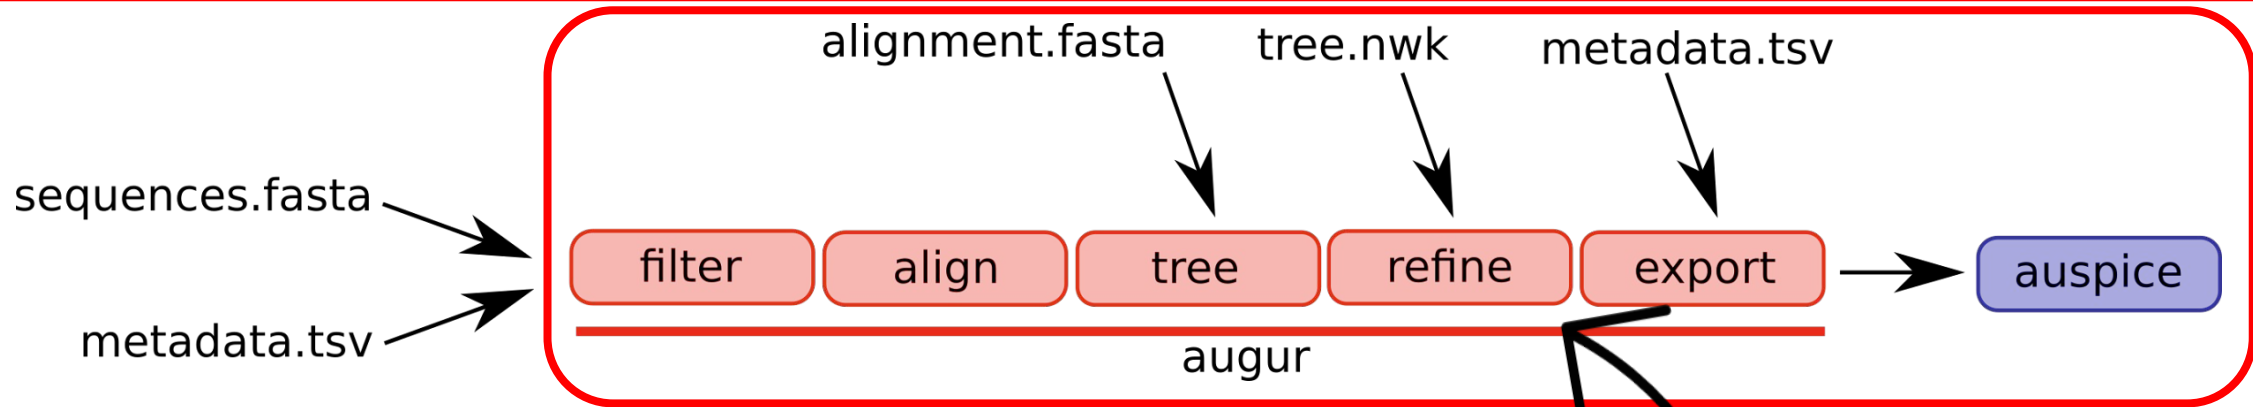 alignment.fasta
tree.nwk
metadata.tsv
sequences.fasta
metadata.tsv
filter
align
tree
refine
export
auspice
augur